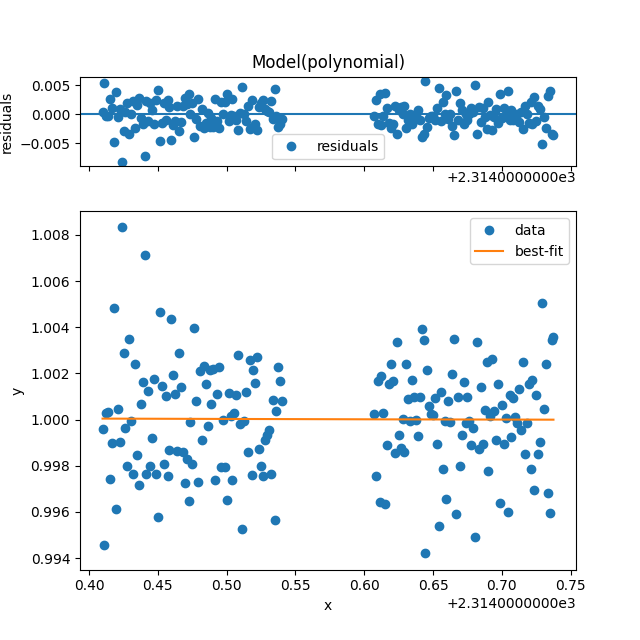 Model(polynomial)
0.005
0.000
−0.005
residuals
residuals
+2.3140000000e3
1.008
1.006
1.004
1.002
1.000
0.998
0.996
0.994
y
data
best-fit
0.40 0.45 0.50 0.55 0.60 0.65 0.70 0.75
x
+2.3140000000e3